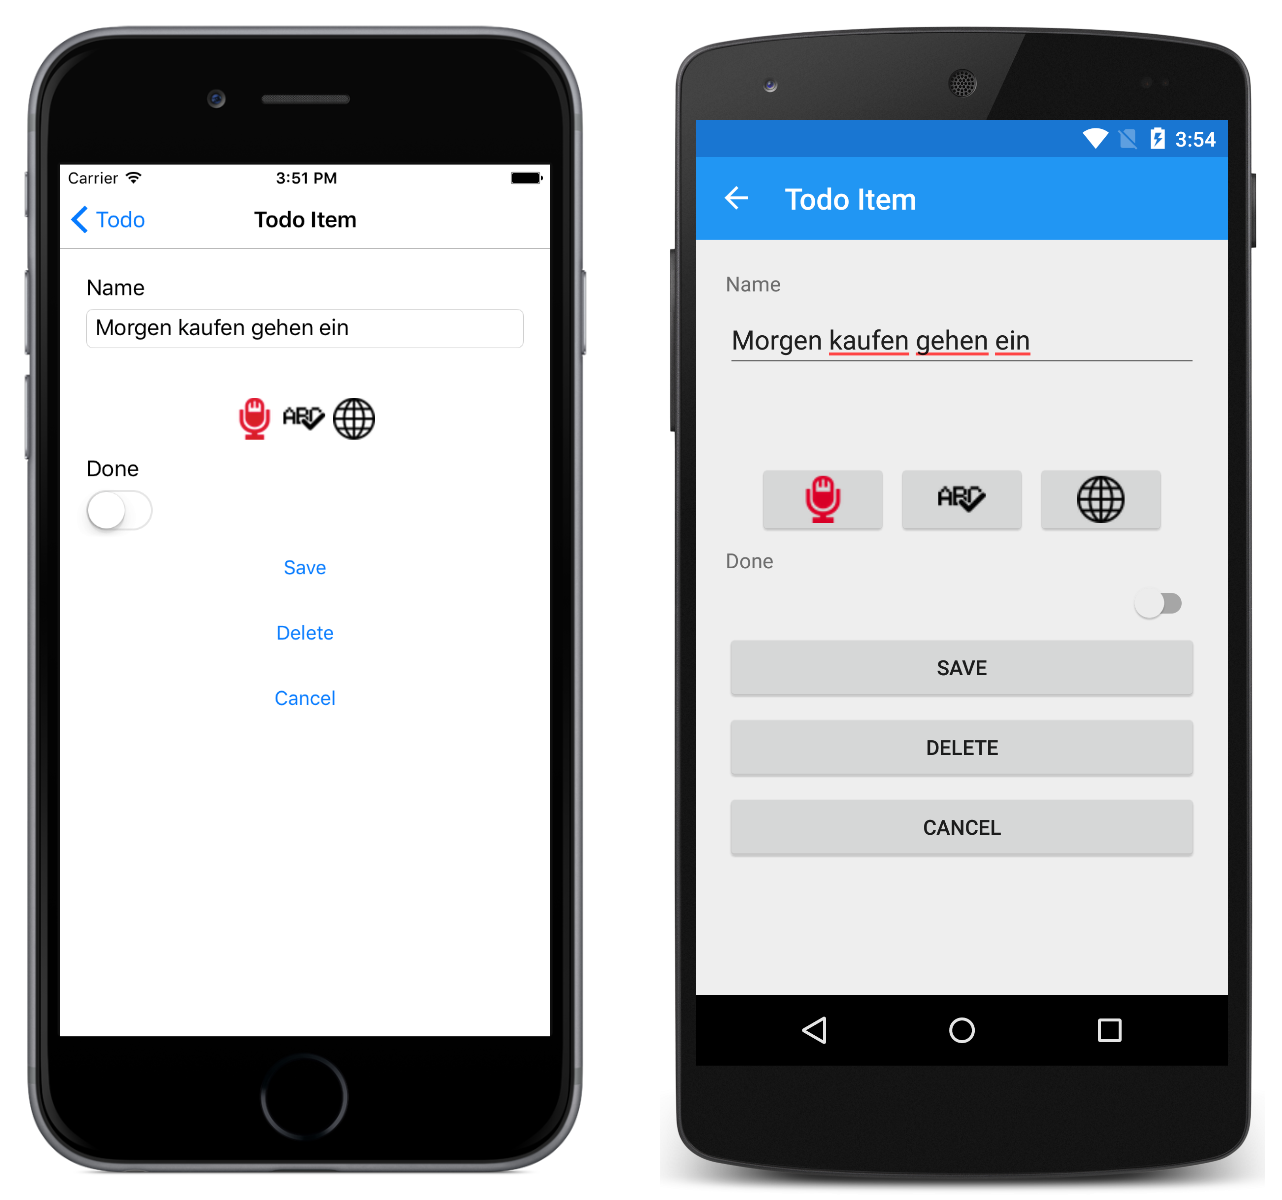 Carrier 3:51 PM
Todo Todo Item
Name
Morgen kaufen gehen ein
ABC
Done
Save
Delete
Cancel
3:54
Todo Item
Name
Morgen kaufen gehen ein
ABC
Done
SAVE
DELETE
CANCEL